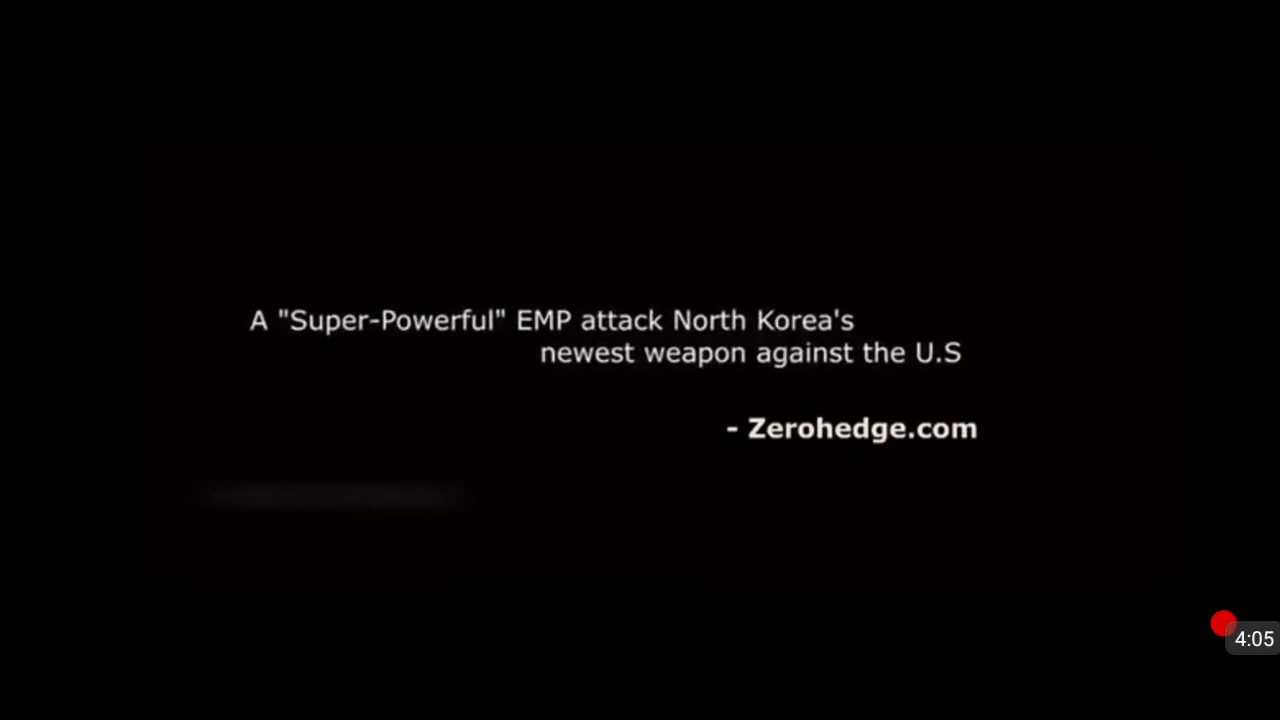 A "Super-Powerful" EMP attack North Korea's
newest weapon against the U.S
- Zerohedge.com
4:05